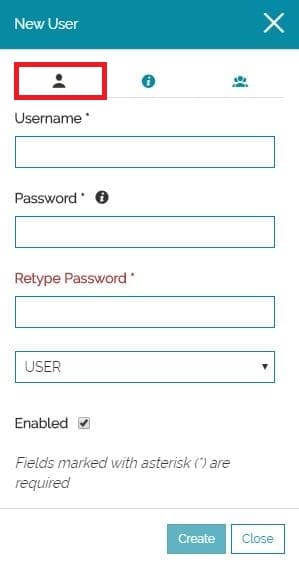 New User
Username *
Password *
Retype Password *
USER
Enabled
Fields marked with asterisk (*) are
required
Create Close